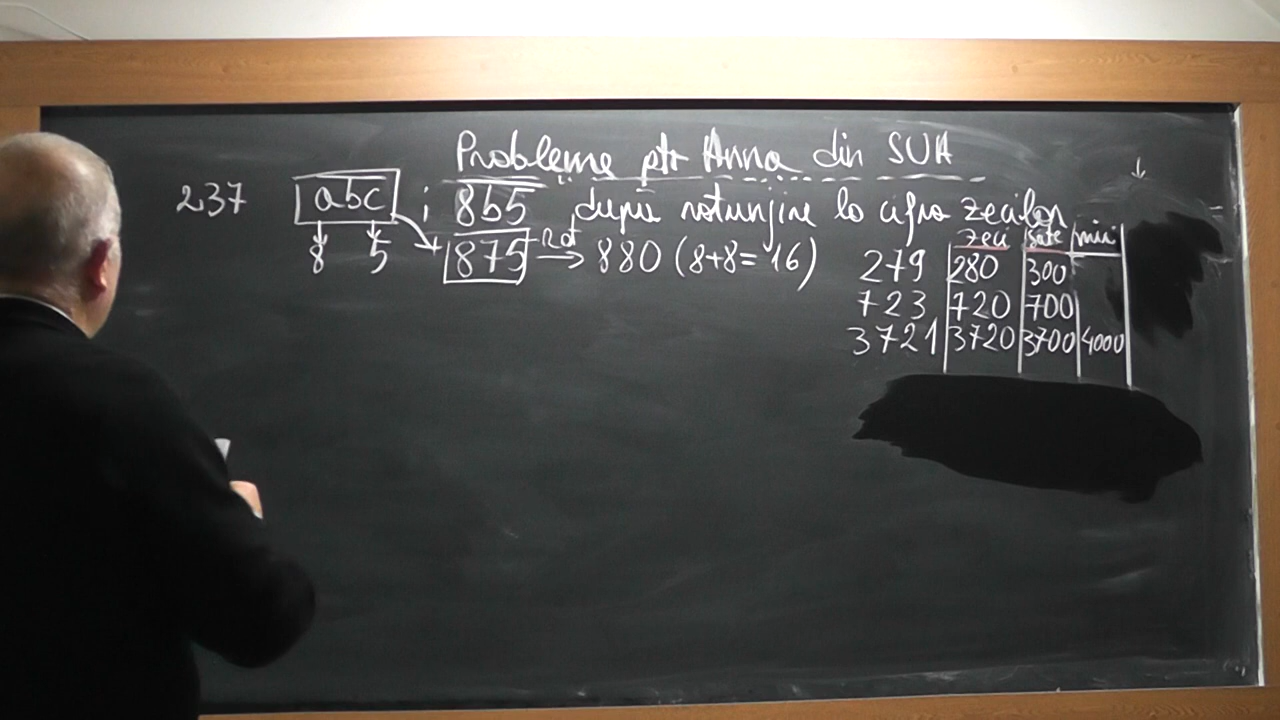 Probleme ptr Anna din SUA
237 abc ; 8b5 după rotunjire la cifra zecilor
8 5 875 Rot → 880 (8+8=16)
zeci sute mii
279 280 300
723 720 700
3721 3720 3700 4000